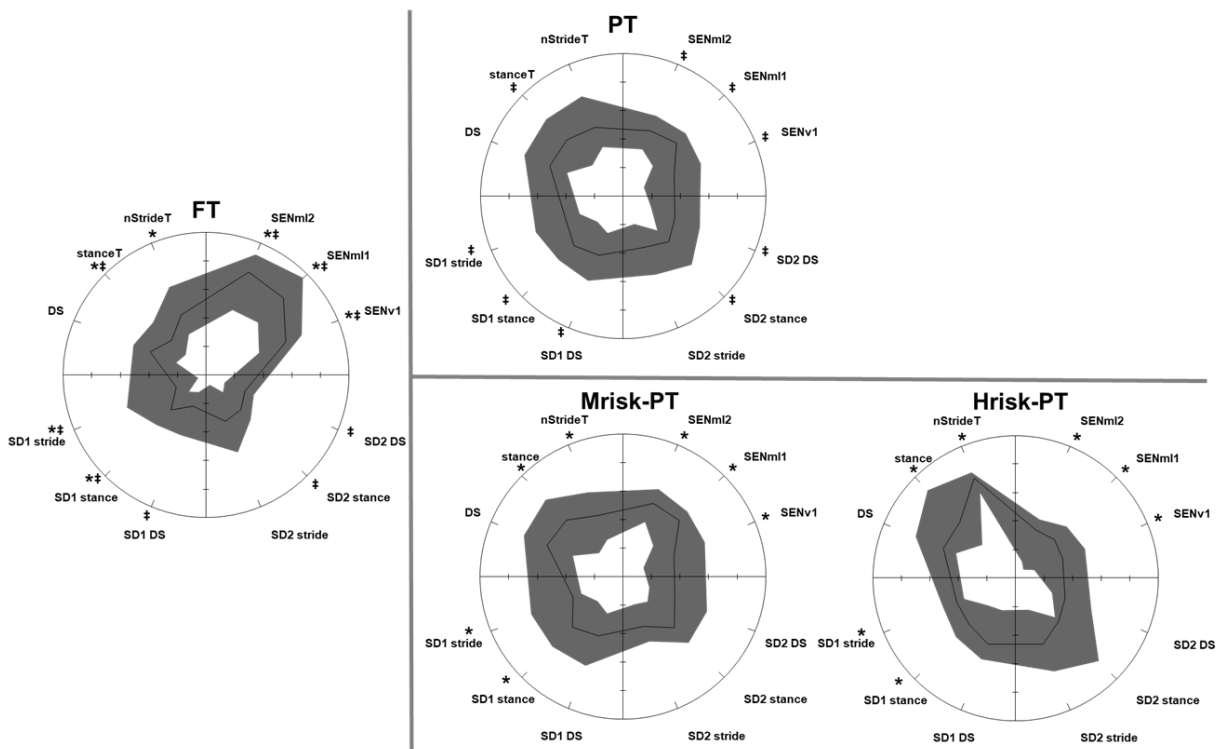 FT
nStrideT
*
SENml2
*‡
stanceT
*‡
SENml1
*‡
DS
SENv1
*‡
SD1 stride
*‡
SD2 DS
‡
SD1 stance
*‡
SD2 stance
‡
SD1 DS
‡
SD2 stride
PT
nStrideT
SENml2
‡
stanceT
‡
SENml1
‡
DS
SENv1
‡
SD1 stride
‡
SD2 DS
‡
SD1 stance
‡
SD2 stance
‡
SD1 DS
‡
SD2 stride
Mrisk-PT
nStrideT
*
SENml2
*
stance
*
SENml1
*
DS
SENv1
*
SD1 stride
*
SD2 DS
SD1 stance
*
SD2 stance
SD1 DS
SD2 stride
Hrisk-PT
nStrideT
*
SENml2
*
stance
*
SENml1
*
DS
SENv1
*
SD1 stride
*
SD2 DS
SD1 stance
*
SD2 stance
SD1 DS
SD2 stride